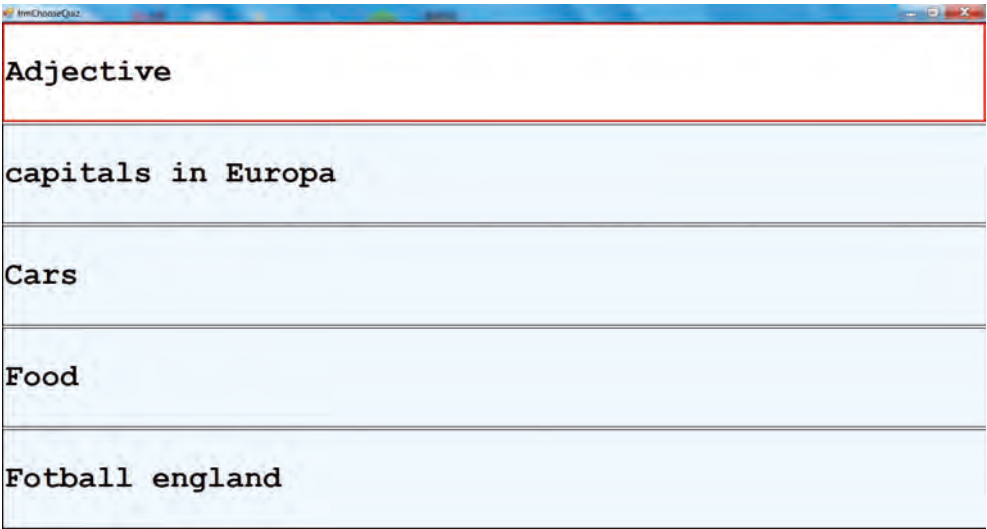 frmChooseQuiz
Adjective
capitals in Europa
Cars
Food
Fotball england